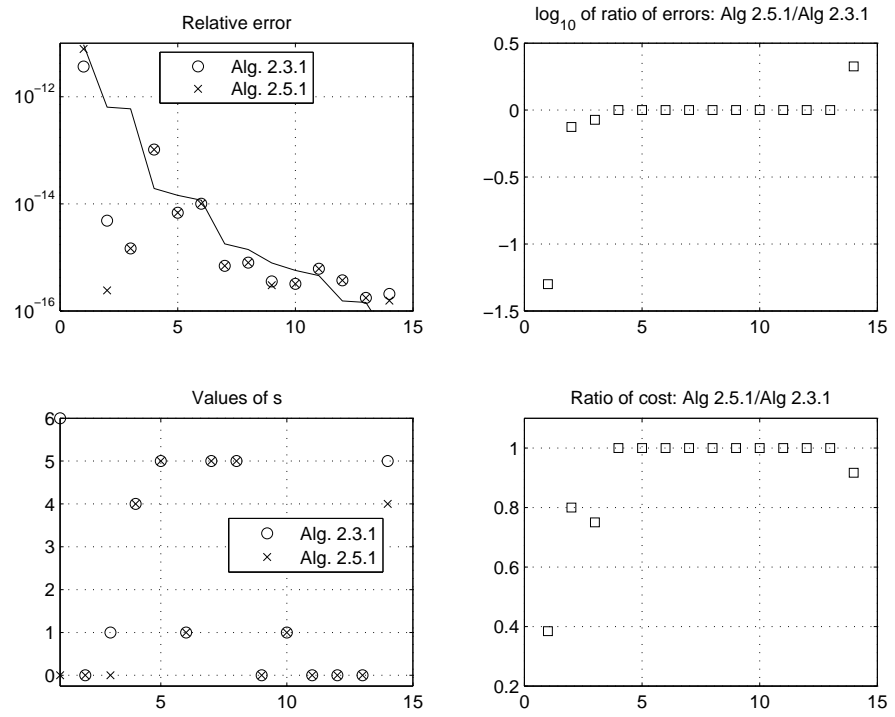 Relative error
10^{-12}
10^{-14}
10^{-16}
0 5 10 15
Alg. 2.3.1
Alg. 2.5.1
log_{10} of ratio of errors: Alg 2.5.1/Alg 2.3.1
0.5
0
−0.5
−1
−1.5
0 5 10 15
Values of s
6
5
4
3
2
1
0
5 10 15
Alg. 2.3.1
Alg. 2.5.1
Ratio of cost: Alg 2.5.1/Alg 2.3.1
1
0.8
0.6
0.4
0.2
0 5 10 15